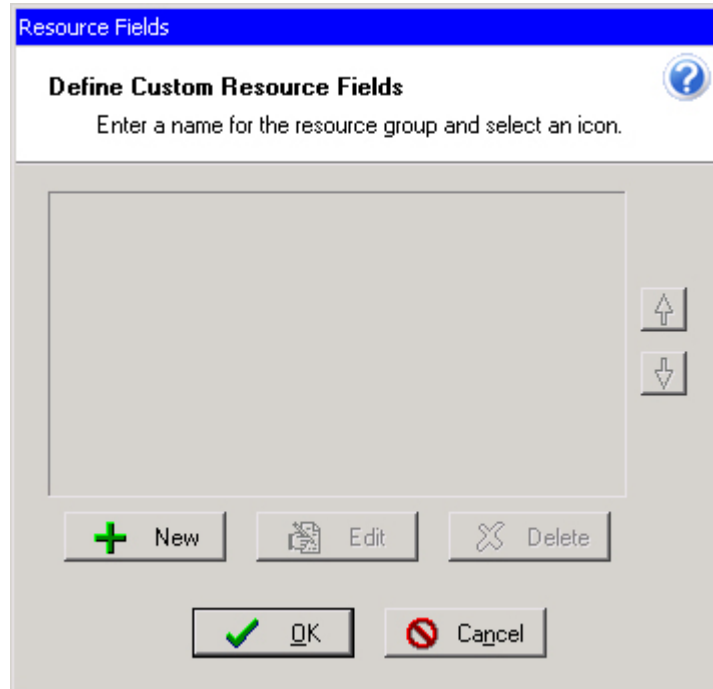 Resource Fields
Define Custom Resource Fields
Enter a name for the resource group and select an icon.
New Edit Delete
OK Cancel